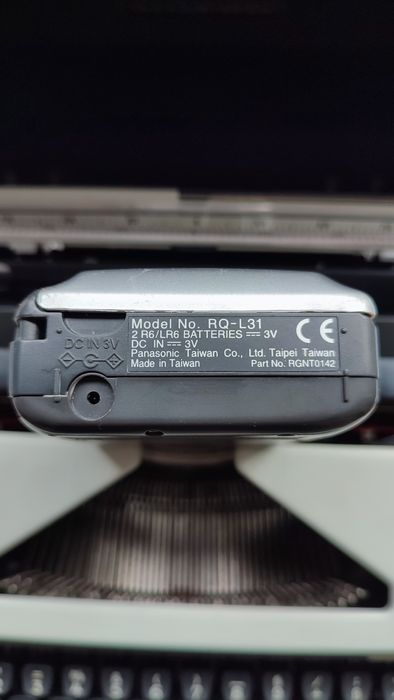 Model No. RQ-L31
2 R6/LR6 BATTERIES ⎓ 3V
DC IN ⎓ 3V
Panasonic Taiwan Co., Ltd. Taipei Taiwan
Made in Taiwan Part No. RGNT0142
CE
DC IN 3V